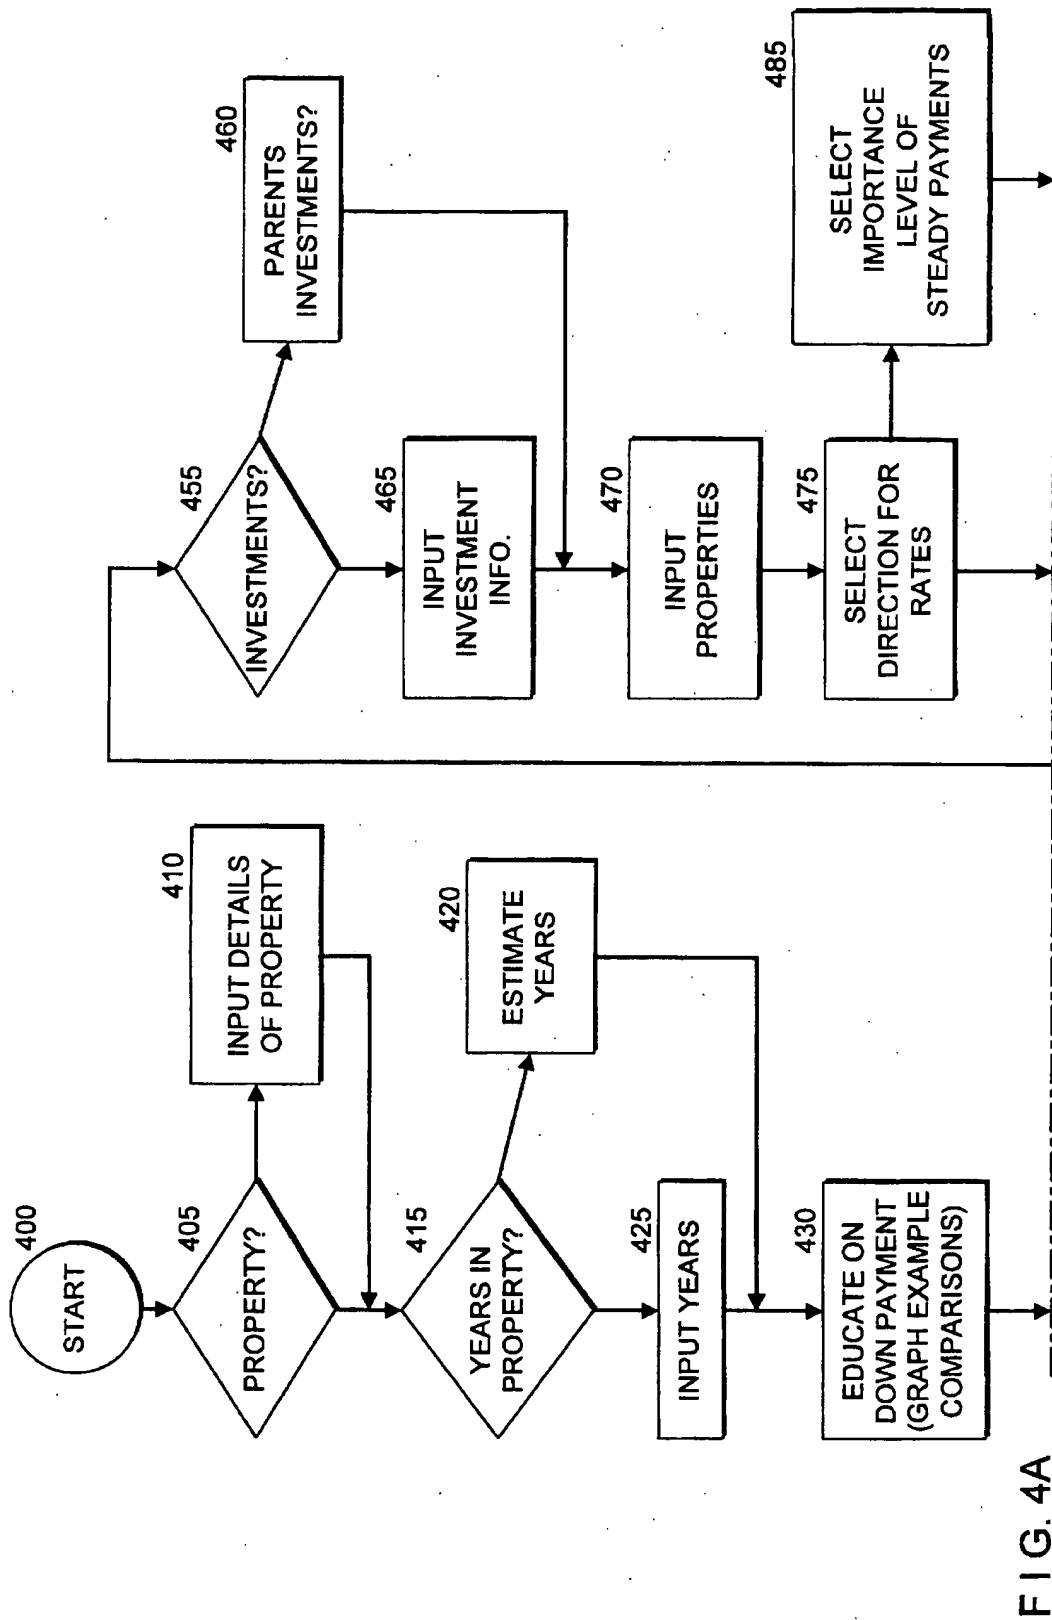 400
START
405
PROPERTY?
410
INPUT DETAILS
OF PROPERTY
415
YEARS IN
PROPERTY?
420
ESTIMATE
YEARS
425
INPUT YEARS
430
EDUCATE ON
DOWN PAYMENT
(GRAPH EXAMPLE
COMPARISONS)
455
INVESTMENTS?
460
PARENTS
INVESTMENTS?
465
INPUT
INVESTMENT
INFO.
470
INPUT
PROPERTIES
475
SELECT
DIRECTION FOR
RATES
485
SELECT
IMPORTANCE
LEVEL OF
STEADY PAYMENTS
FIG. 4A